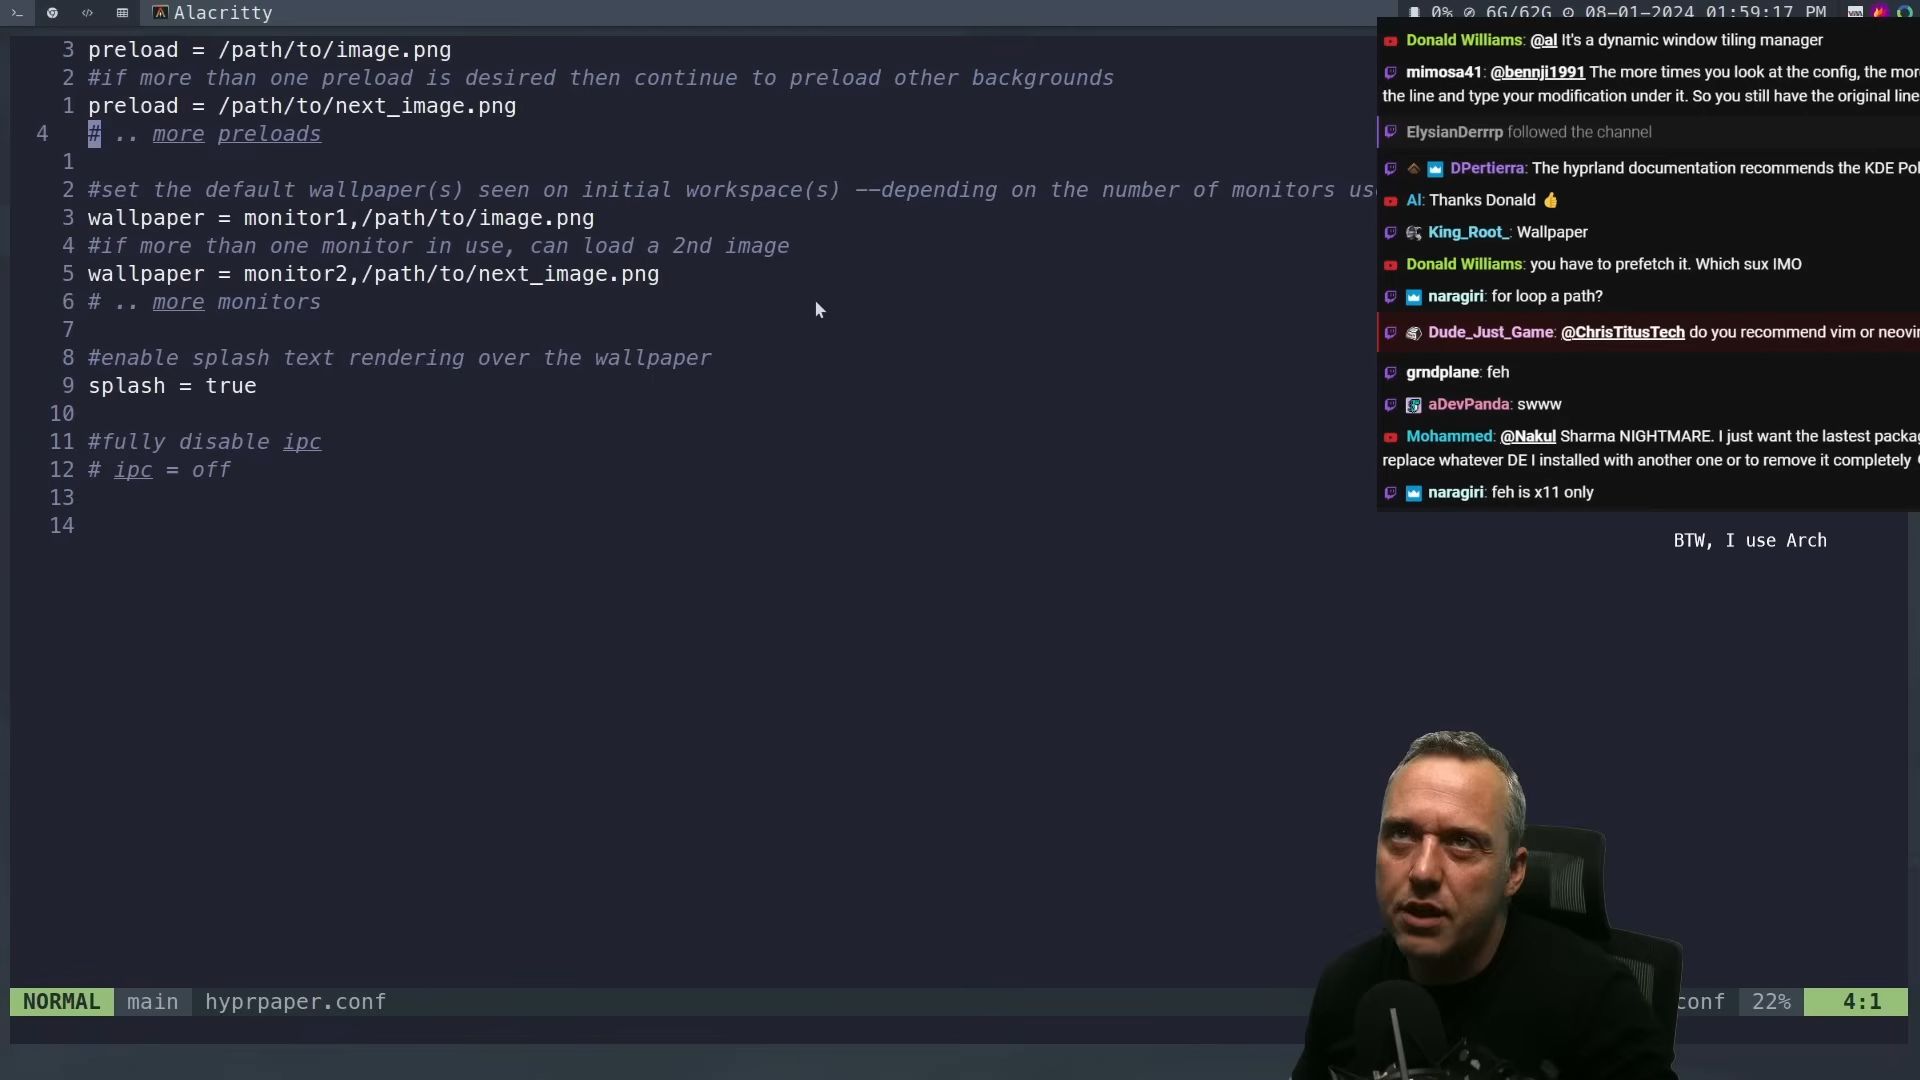 Alacritty
0% 6G/62G 08-01-2024 01:59:17 PM
3 preload = /path/to/image.png
2 #if more than one preload is desired then continue to preload other backgrounds
1 preload = /path/to/next_image.png
4 # .. more preloads
1
2 #set the default wallpaper(s) seen on initial workspace(s) --depending on the number of monitors
3 wallpaper = monitor1,/path/to/image.png
4 #if more than one monitor in use, can load a 2nd image
5 wallpaper = monitor2,/path/to/next_image.png
6 # .. more monitors
7
8 #enable splash text rendering over the wallpaper
9 splash = true
10
11 #fully disable ipc
12 # ipc = off
13
14
Donald Williams: @al It's a dynamic window tiling manager
mimosa41: @bennji1991 The more times you look at the config, the
the line and type your modification under it. So you still have the original
ElysianDerrrp followed the channel
DPertierra: The hyprland documentation recommends the KDE
Al: Thanks Donald 👍
King_Root_: Wallpaper
Donald Williams: you have to prefetch it. Which sux IMO
naragiri: for loop a path?
Dude_Just_Game: @ChrisTitusTech do you recommend vim or
grndplane: feh
aDevPanda: swww
Mohammed: @Nakul Sharma NIGHTMARE. I just want the lastest
replace whatever DE I installed with another one or to remove it completely
naragiri: feh is x11 only
BTW, I use Arch
NORMAL main hyprpaper.conf conf 22% 4:1